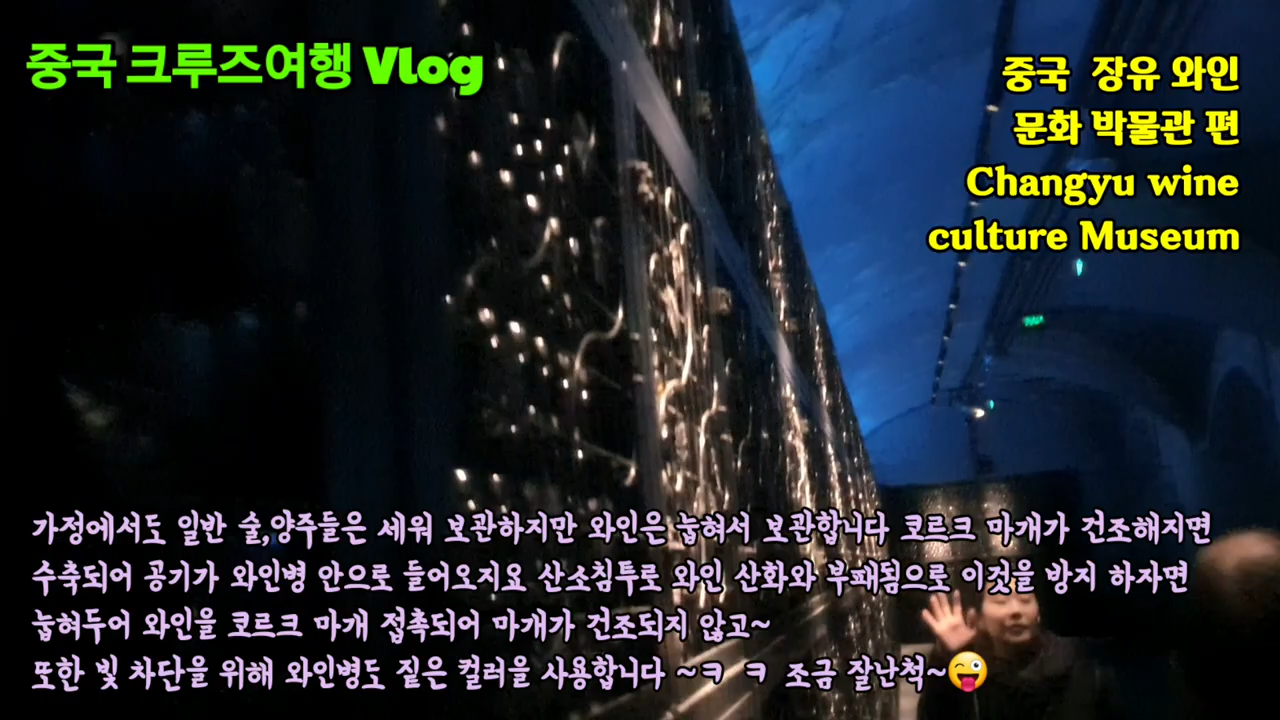 중국 크루즈여행 Vlog
중국 장유 와인
문화 박물관 편
Changyu wine
culture Museum
가정에서도 일반 술,양주들은 세워 보관하지만 와인은 눕혀서 보관합니다 코르크 마개가 건조해지면
수축되어 공기가 와인병 안으로 들어오지요 산소침투로 와인 산화와 부패됨으로 이것을 방지 하자면
눕혀두어 와인을 코르크 마개 접촉되어 마개가 건조되지 않고~
또한 빛 차단을 위해 와인병도 짙은 컬러을 사용합니다 ~ㅋ ㅋ 조금 잘난척~😜